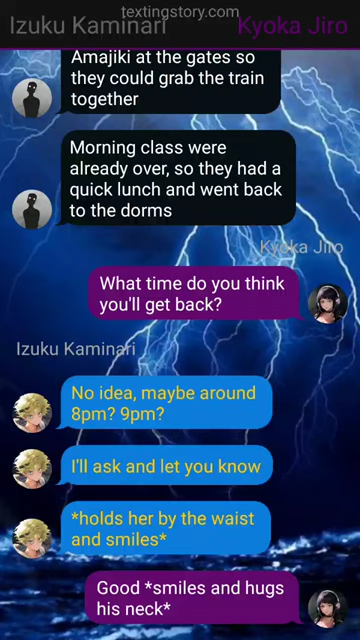 textingstory.com
Izuku Kaminari
Kyoka Jiro
Amajiki at the gates so
they could grab the train
together
Morning class were
already over, so they had a
quick lunch and went back
to the dorms
Kyoka Jiro
What time do you think
you'll get back?
Izuku Kaminari
No idea, maybe around
8pm? 9pm?
I'll ask and let you know
*holds her by the waist
and smiles*
Good *smiles and hugs
his neck*